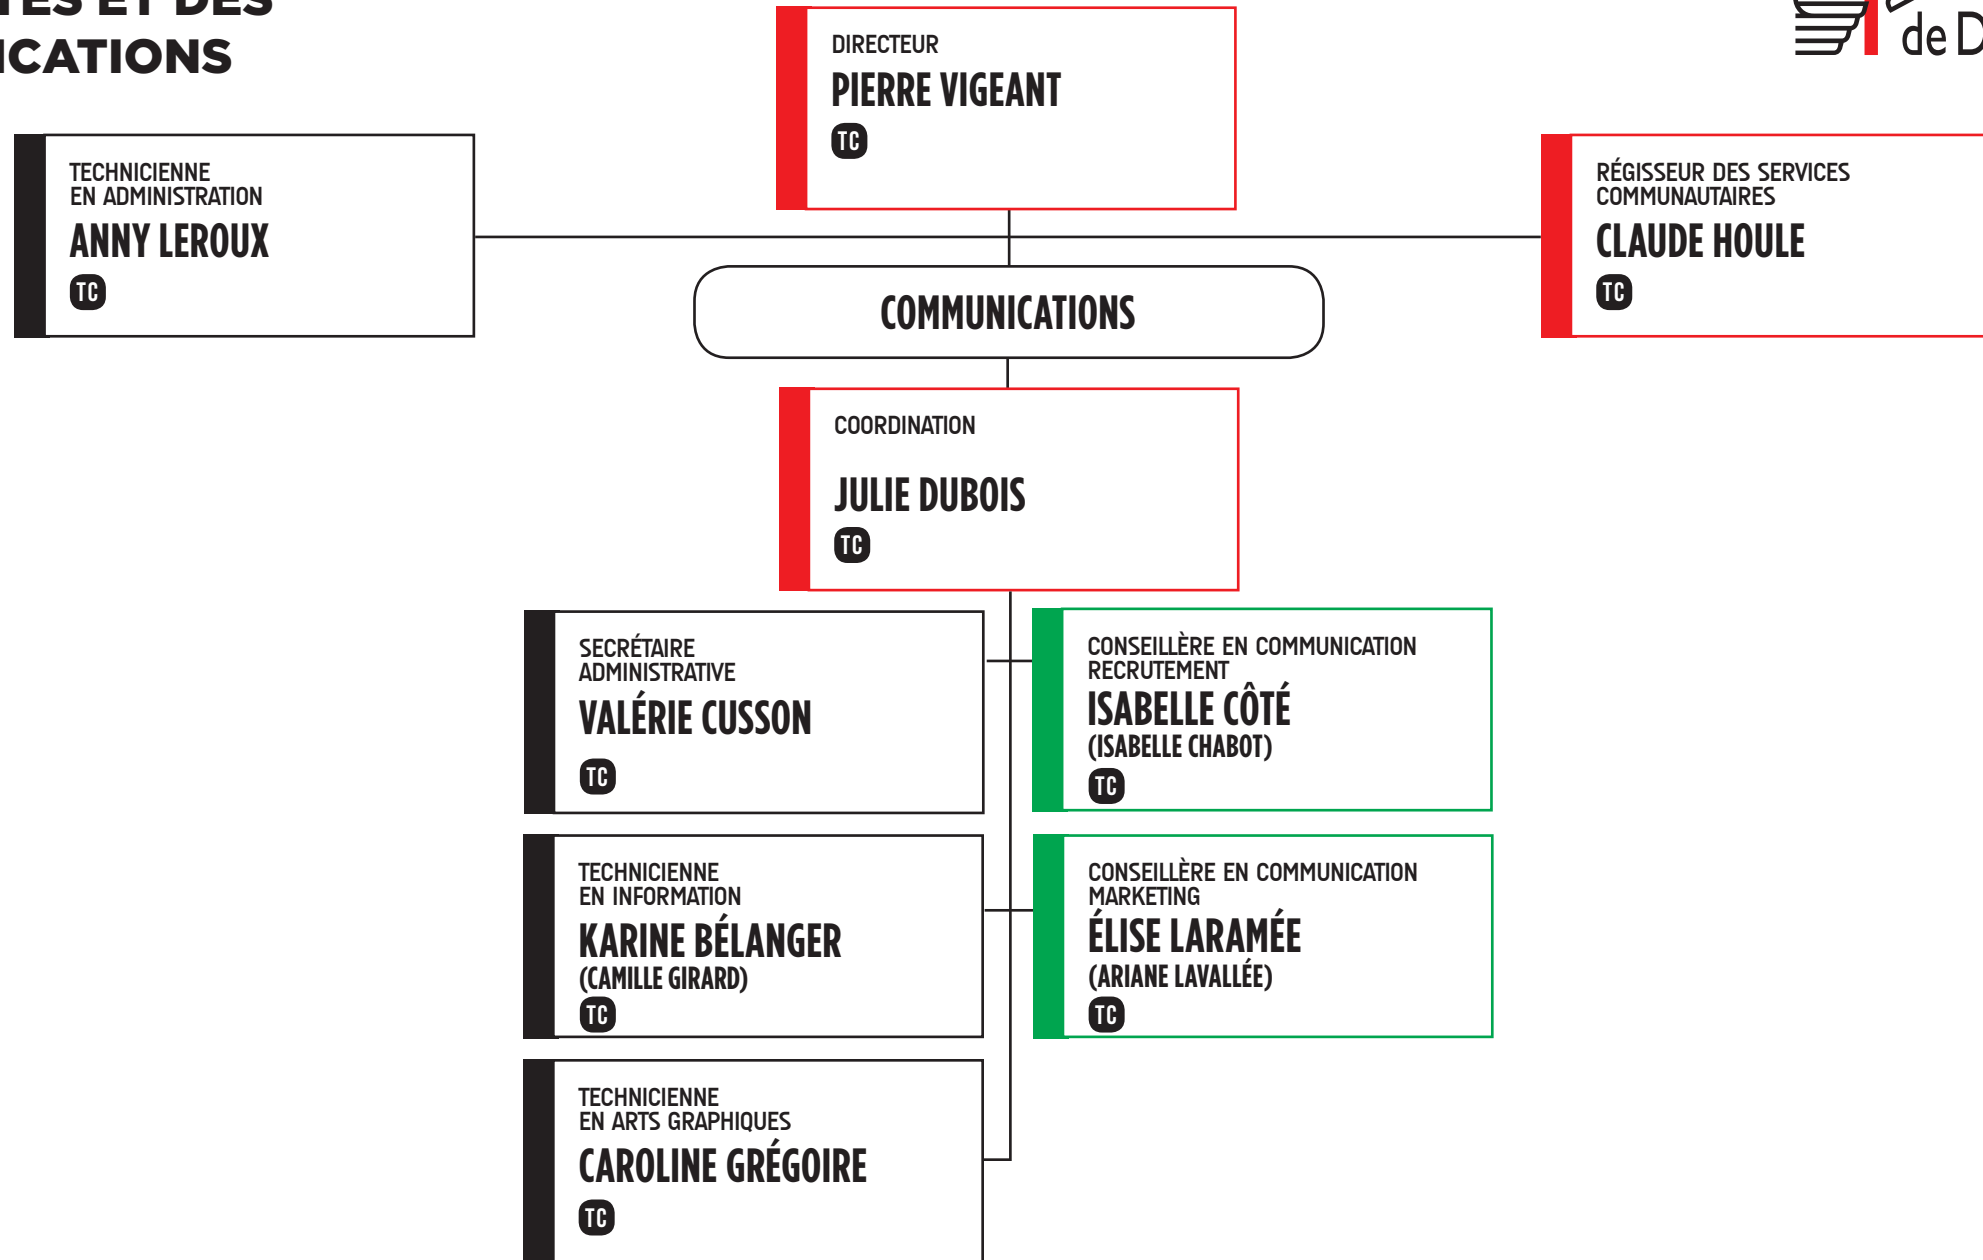 ET DES
DIRECTEUR
PIERRE VIGEANT
TC
de
TECHNICIENNE
EN ADMINISTRATION
ANNY LEROUX
TC
RÉGISSEUR DES SERVICES
COMMUNAUTAIRES
CLAUDE HOULE
TC
COMMUNICATIONS
COORDINATION
JULIE DUBOIS
TC
SECRÉTAIRE
ADMINISTRATIVE
VALÉRIE CUSSON
TC
CONSEILLÈRE EN COMMUNICATION
RECRUTEMENT
ISABELLE CÔTÉ
(ISABELLE CHABOT)
TC
TECHNICIENNE
EN INFORMATION
KARINE BÉLANGER
(CAMILLE GIRARD)
TC
CONSEILLÈRE EN COMMUNICATION
MARKETING
ÉLISE LARAMÉE
(ARIANE LAVALLÉE)
TC
TECHNICIENNE
EN ARTS GRAPHIQUES
CAROLINE GRÉGOIRE
TC